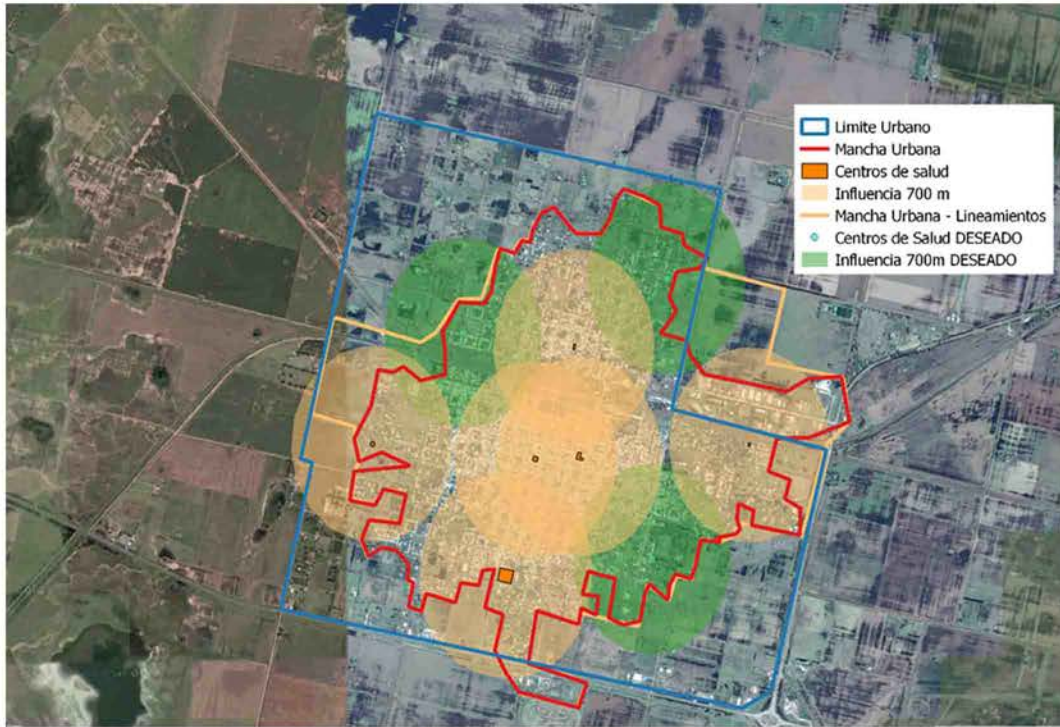 Limite Urbano
Mancha Urbana
Centros de salud
Influencia 700 m
Mancha Urbana - Lineamientos
Centros de Salud DESEADO
Influencia 700m DESEADO